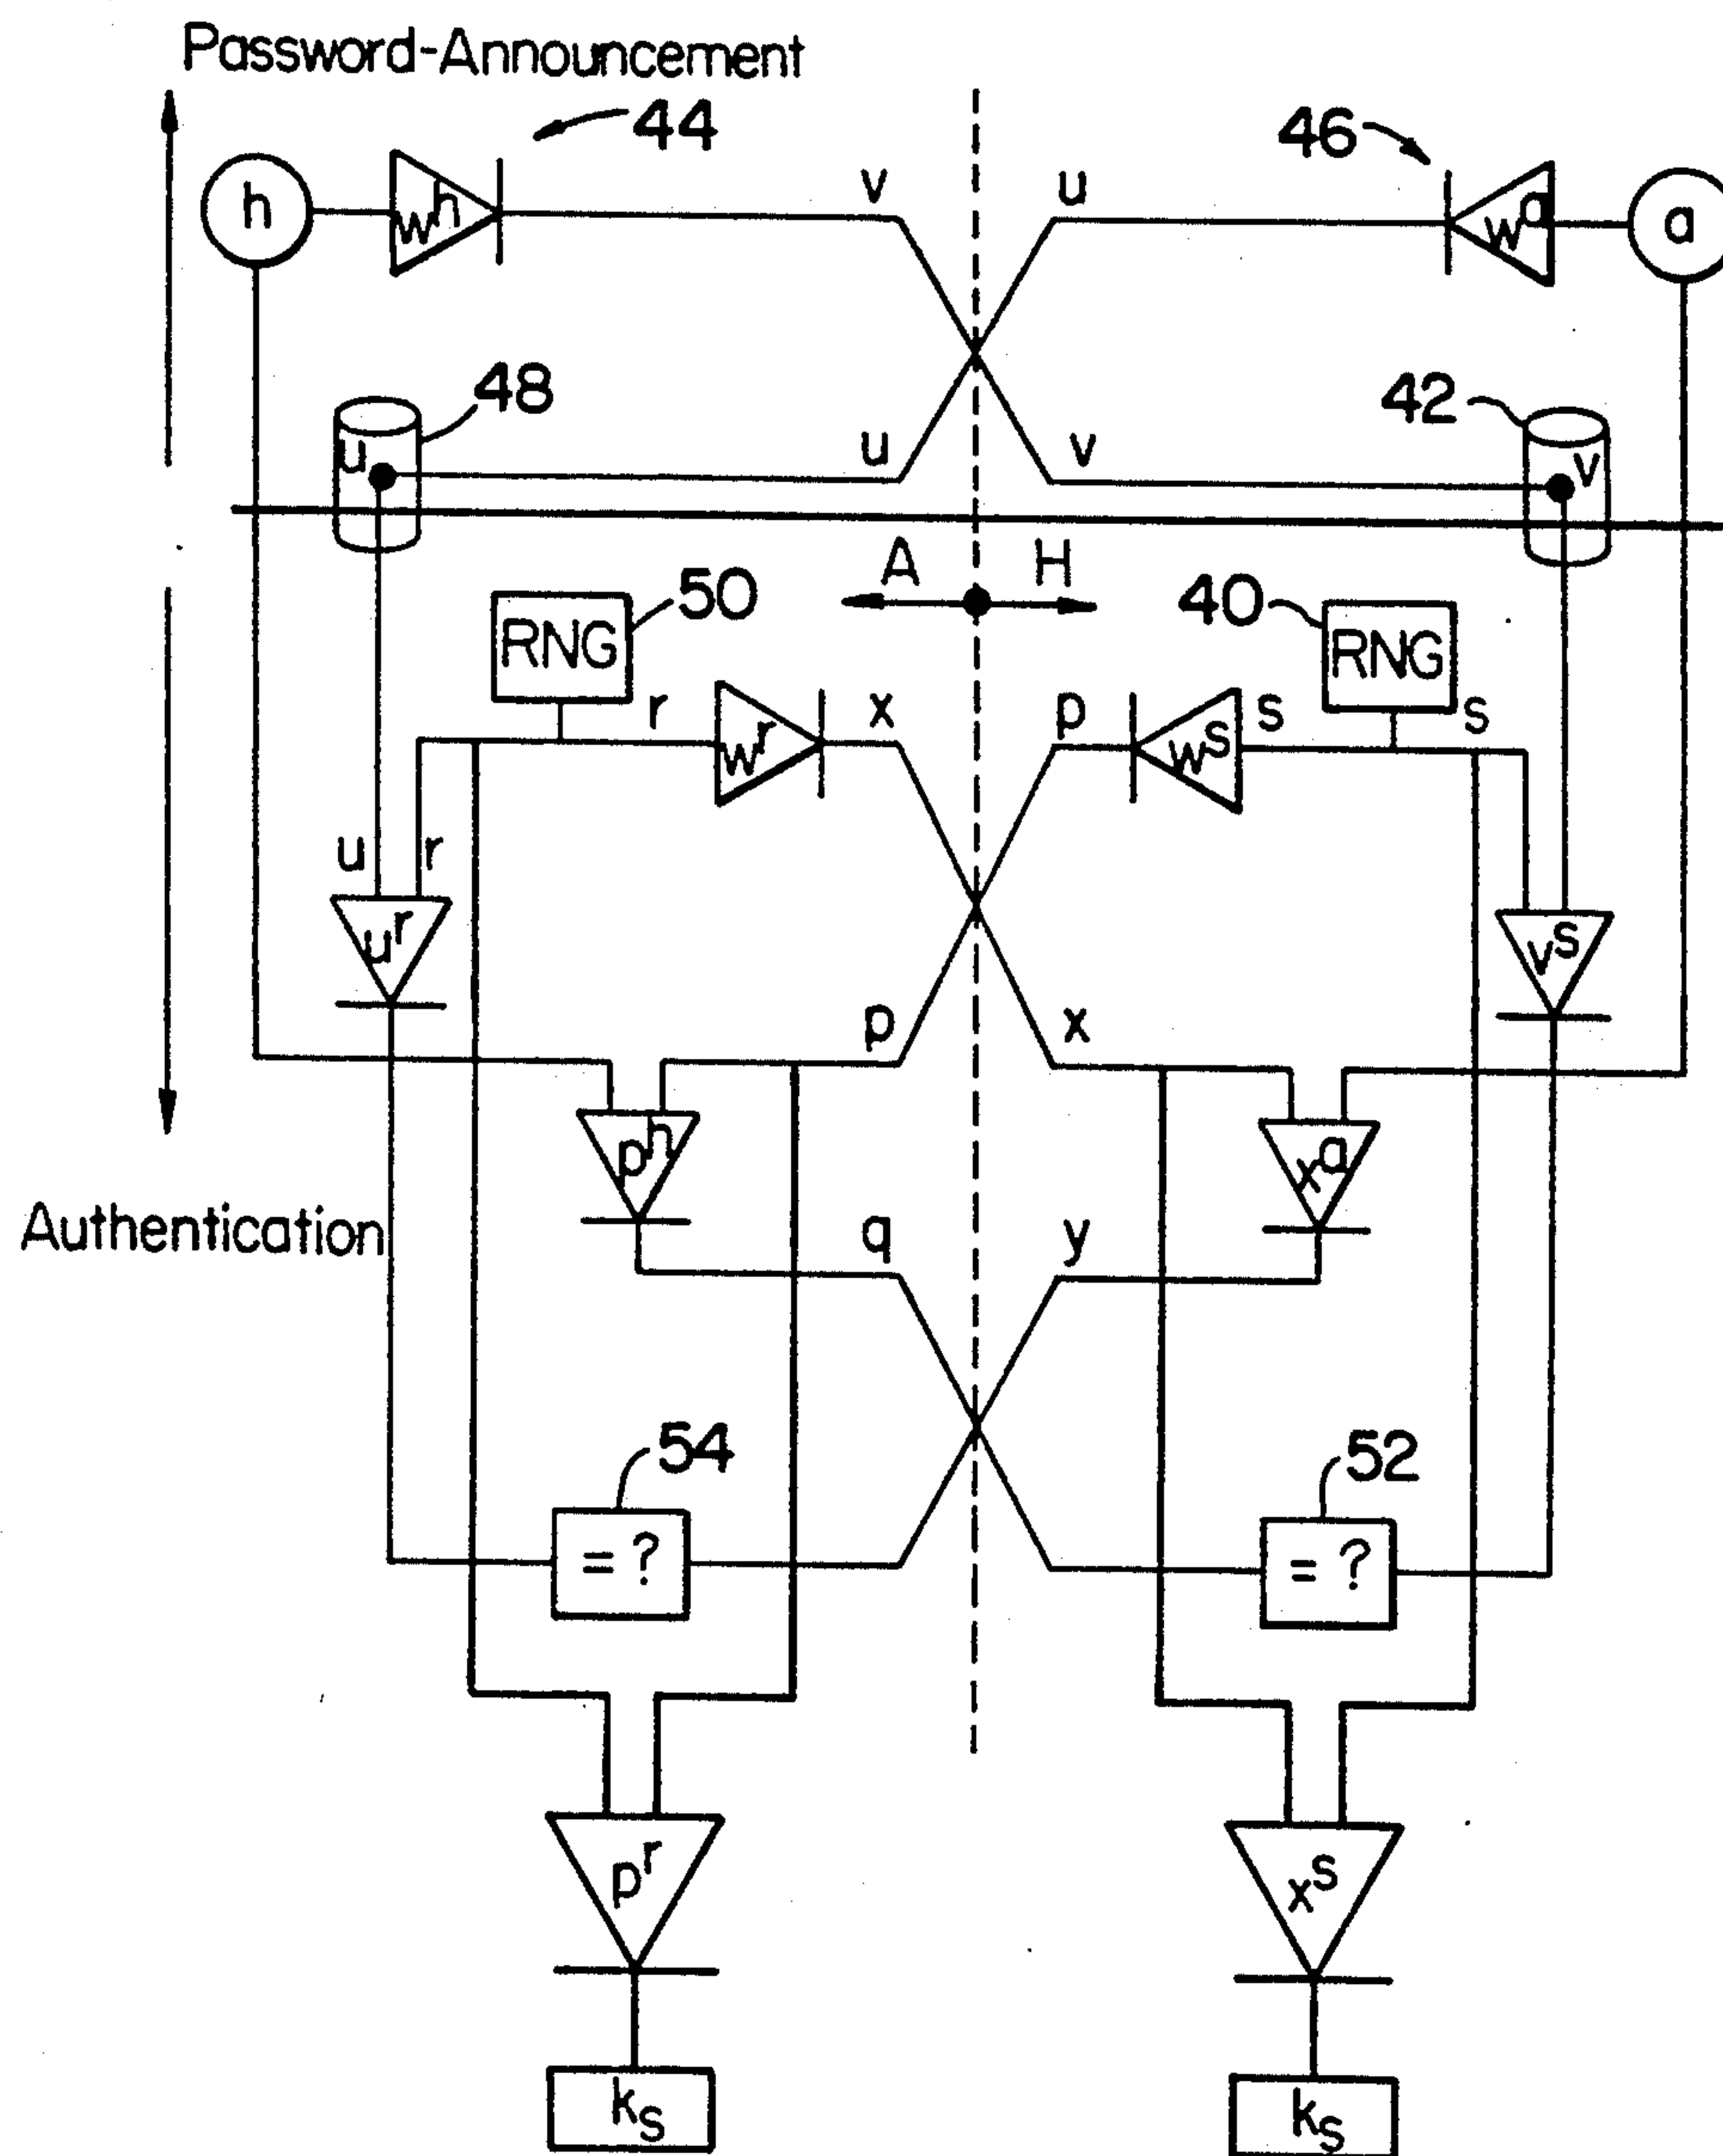 Password-Announcement
44
46
h
w^h
v
u
w^a
a
48
42
u
u
v
v
A
H
50
40
RNG
RNG
r
w^r
x
p
w^s
s
s
u
r
u^r
v^s
p
x
p^h
x^a
Authentication
q
y
54
52
= ?
= ?
p^r
x^s
k_s
k_s